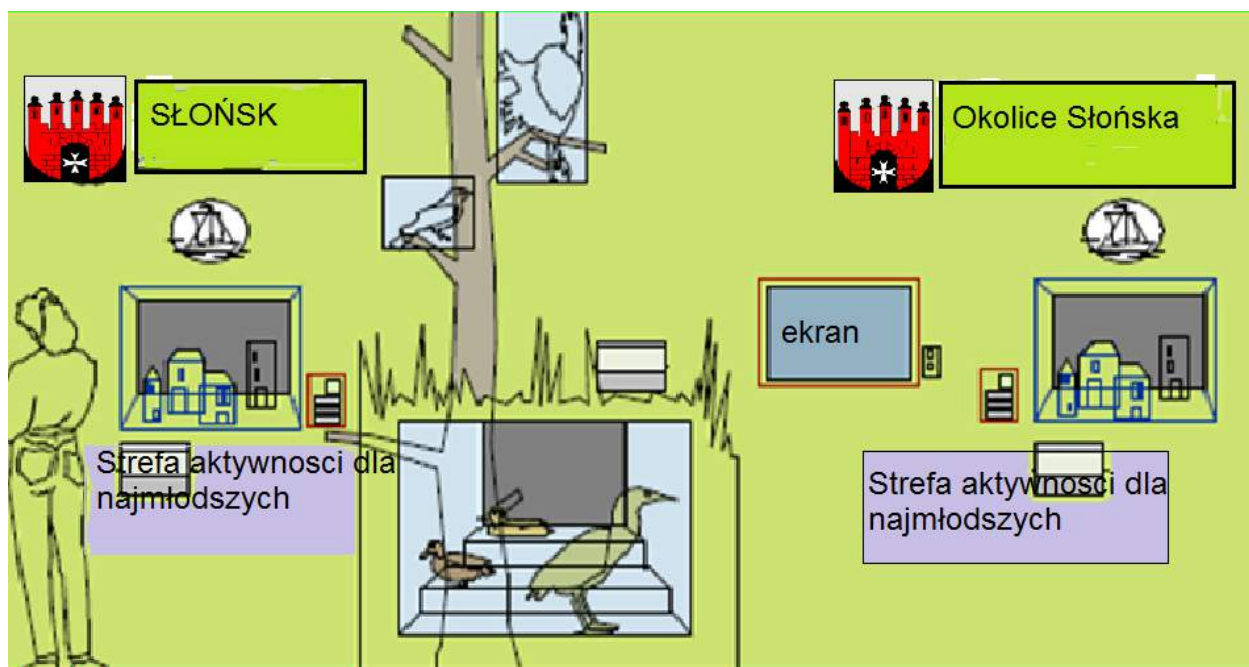 SŁOŃSK
Okolice Słońska
ekran
Strefa aktywnosci dla
najmłodszych
Strefa aktywnosci dla
najmłodszych